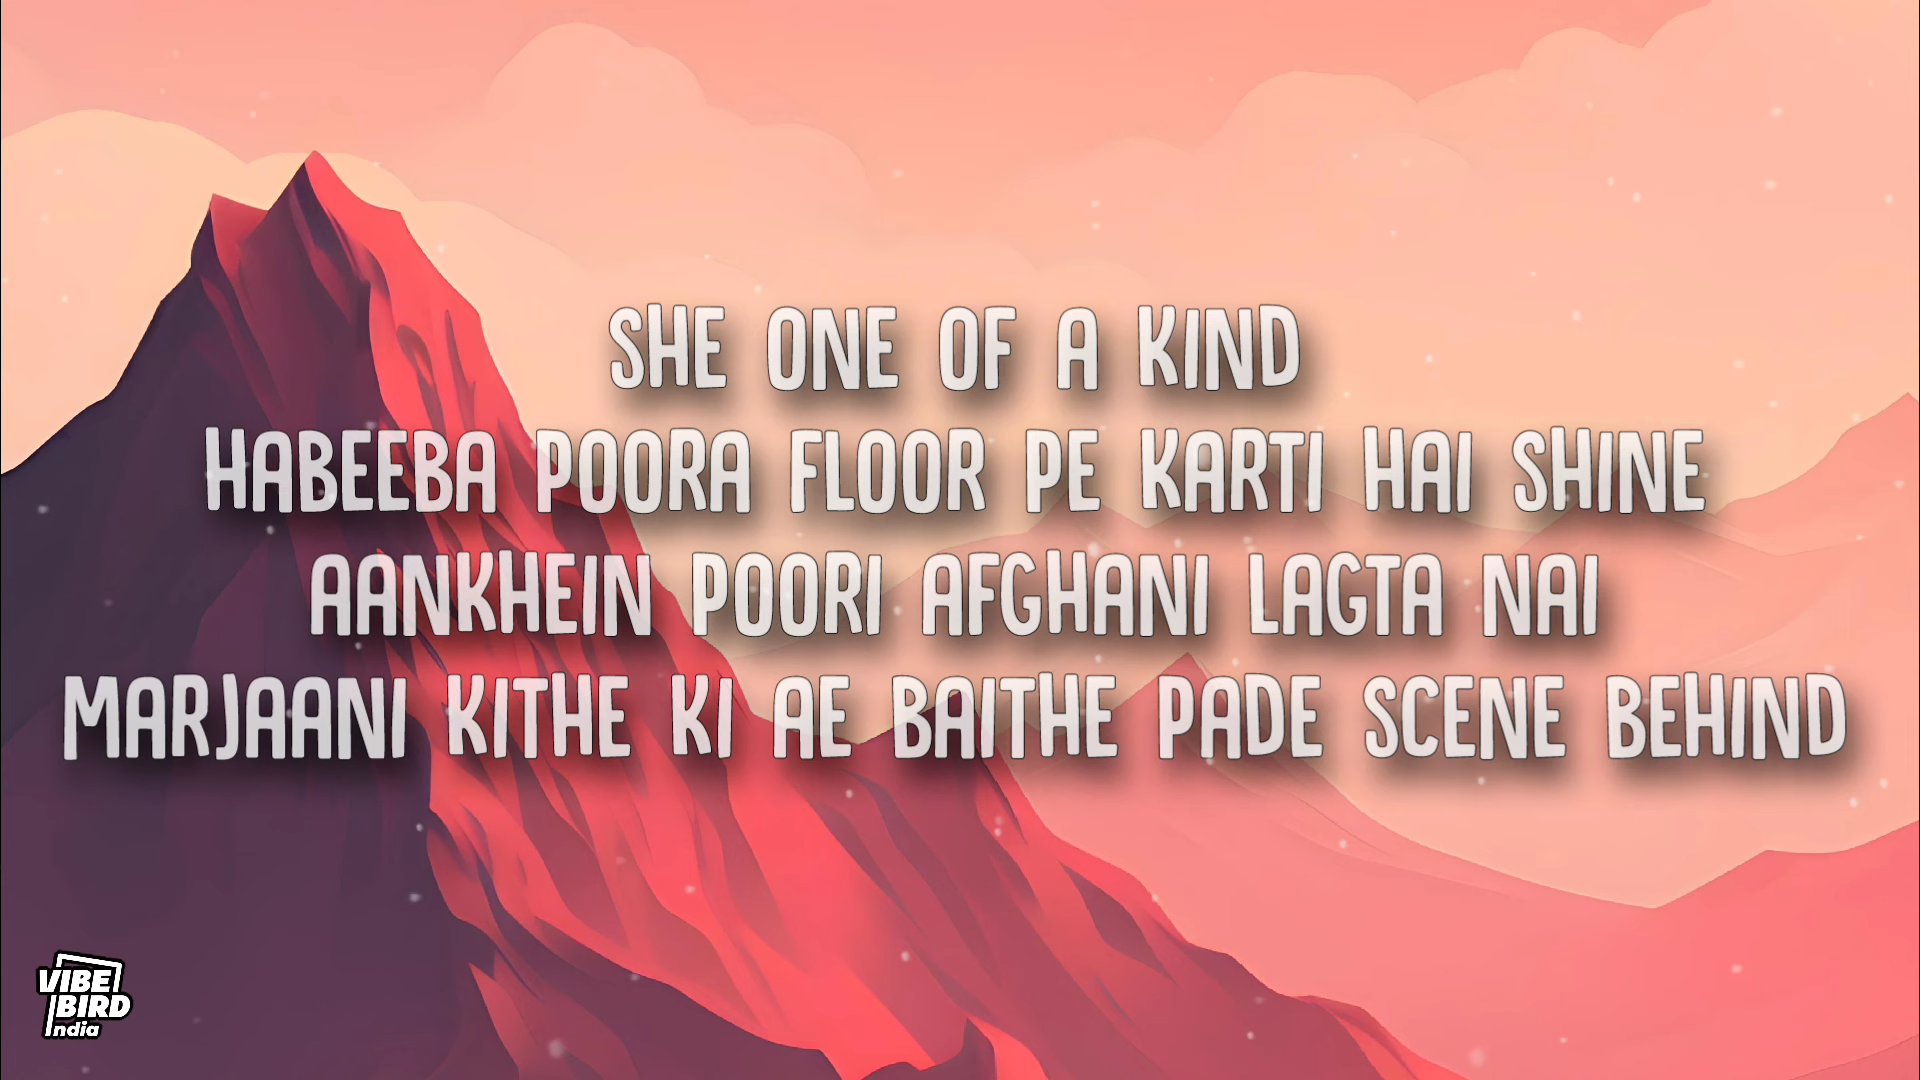 SHE ONE OF A KIND
HABEEBA POORA FLOOR PE KARTI HAI SHINE
AANKHEIN POORI AFGHANI LAGTA NAI
MARJAANI KITHE KI AE BAITHE PADE SCENE BEHIND
VIBE
BIRD
India